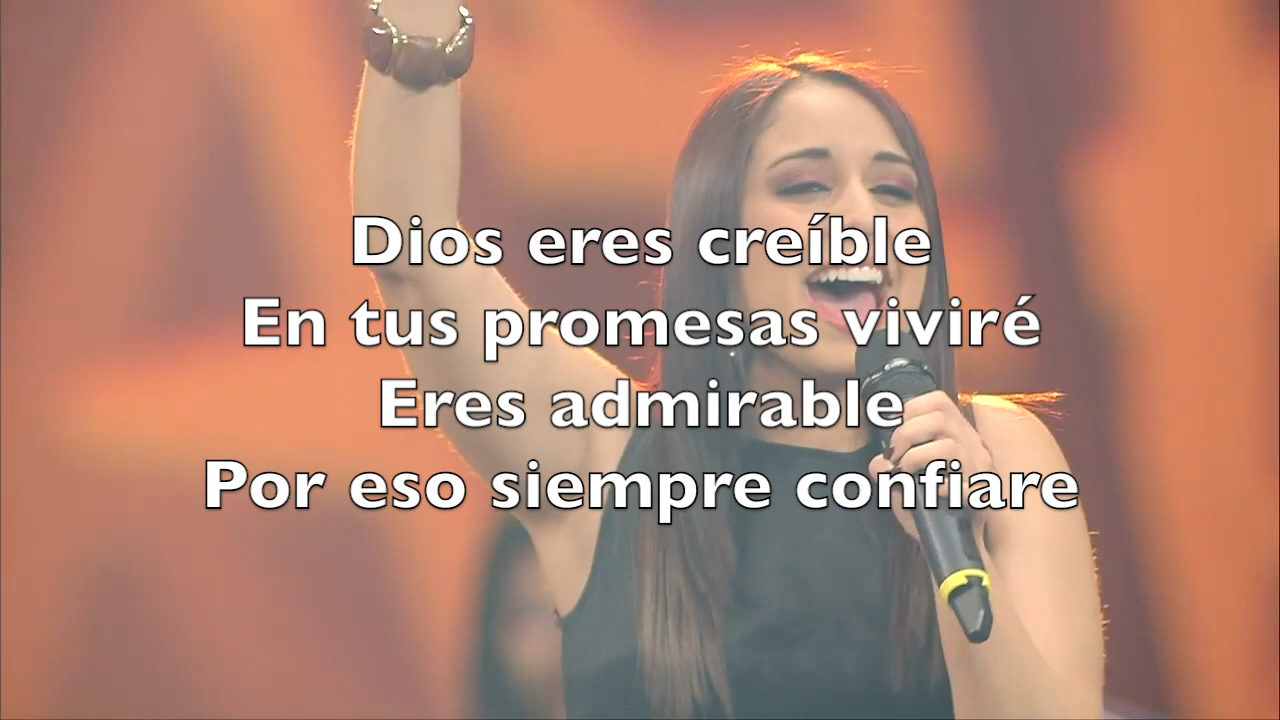 Dios eres creíble
En tus promesas viviré
Eres admirable
Por eso siempre confiare